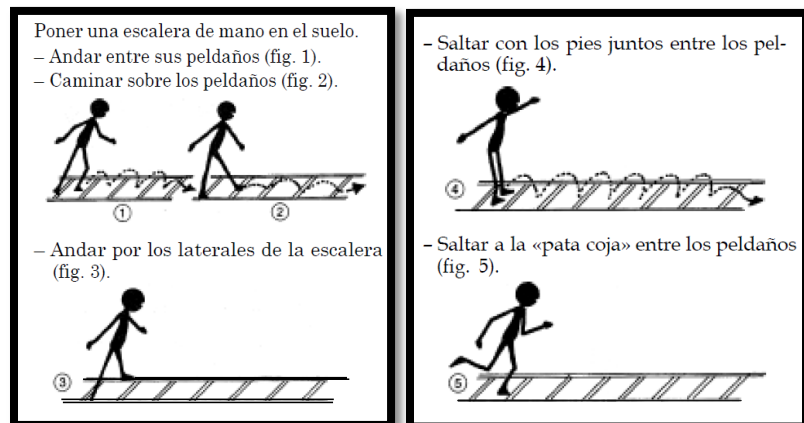 Poner una escalera de mano en el suelo.
– Andar entre sus peldaños (fig. 1).
– Caminar sobre los peldaños (fig. 2).
1
2
– Andar por los laterales de la escalera
(fig. 3).
3
– Saltar con los pies juntos entre los pel-
daños (fig. 4).
4
– Saltar a la «pata coja» entre los peldaños
(fig. 5).
5